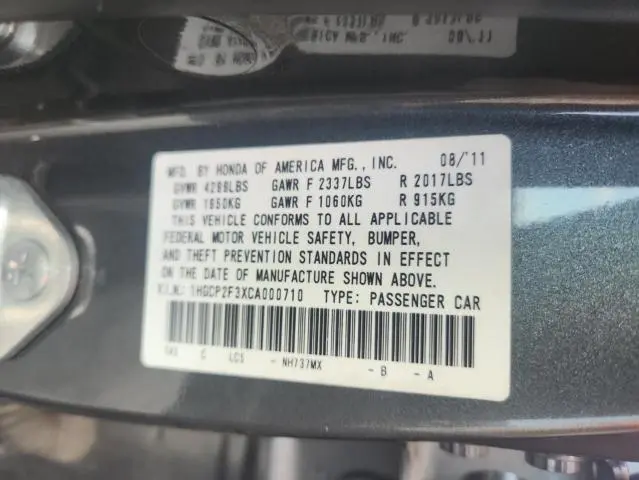 MFD. BY HONDA OF AMERICA MFG., INC. 08/'11
GVWR 4299LBS GAWR F 2337LBS R 2017LBS
GVWR 1950KG GAWR F 1060KG R 915KG
THIS VEHICLE CONFORMS TO ALL APPLICABLE
FEDERAL MOTOR VEHICLE SAFETY, BUMPER,
AND THEFT PREVENTION STANDARDS IN EFFECT
ON THE DATE OF MANUFACTURE SHOWN ABOVE.
V.I.N.: 1HGCP2F3XCA000710 TYPE: PASSENGER CAR
C LCS - NH737MX - B - A